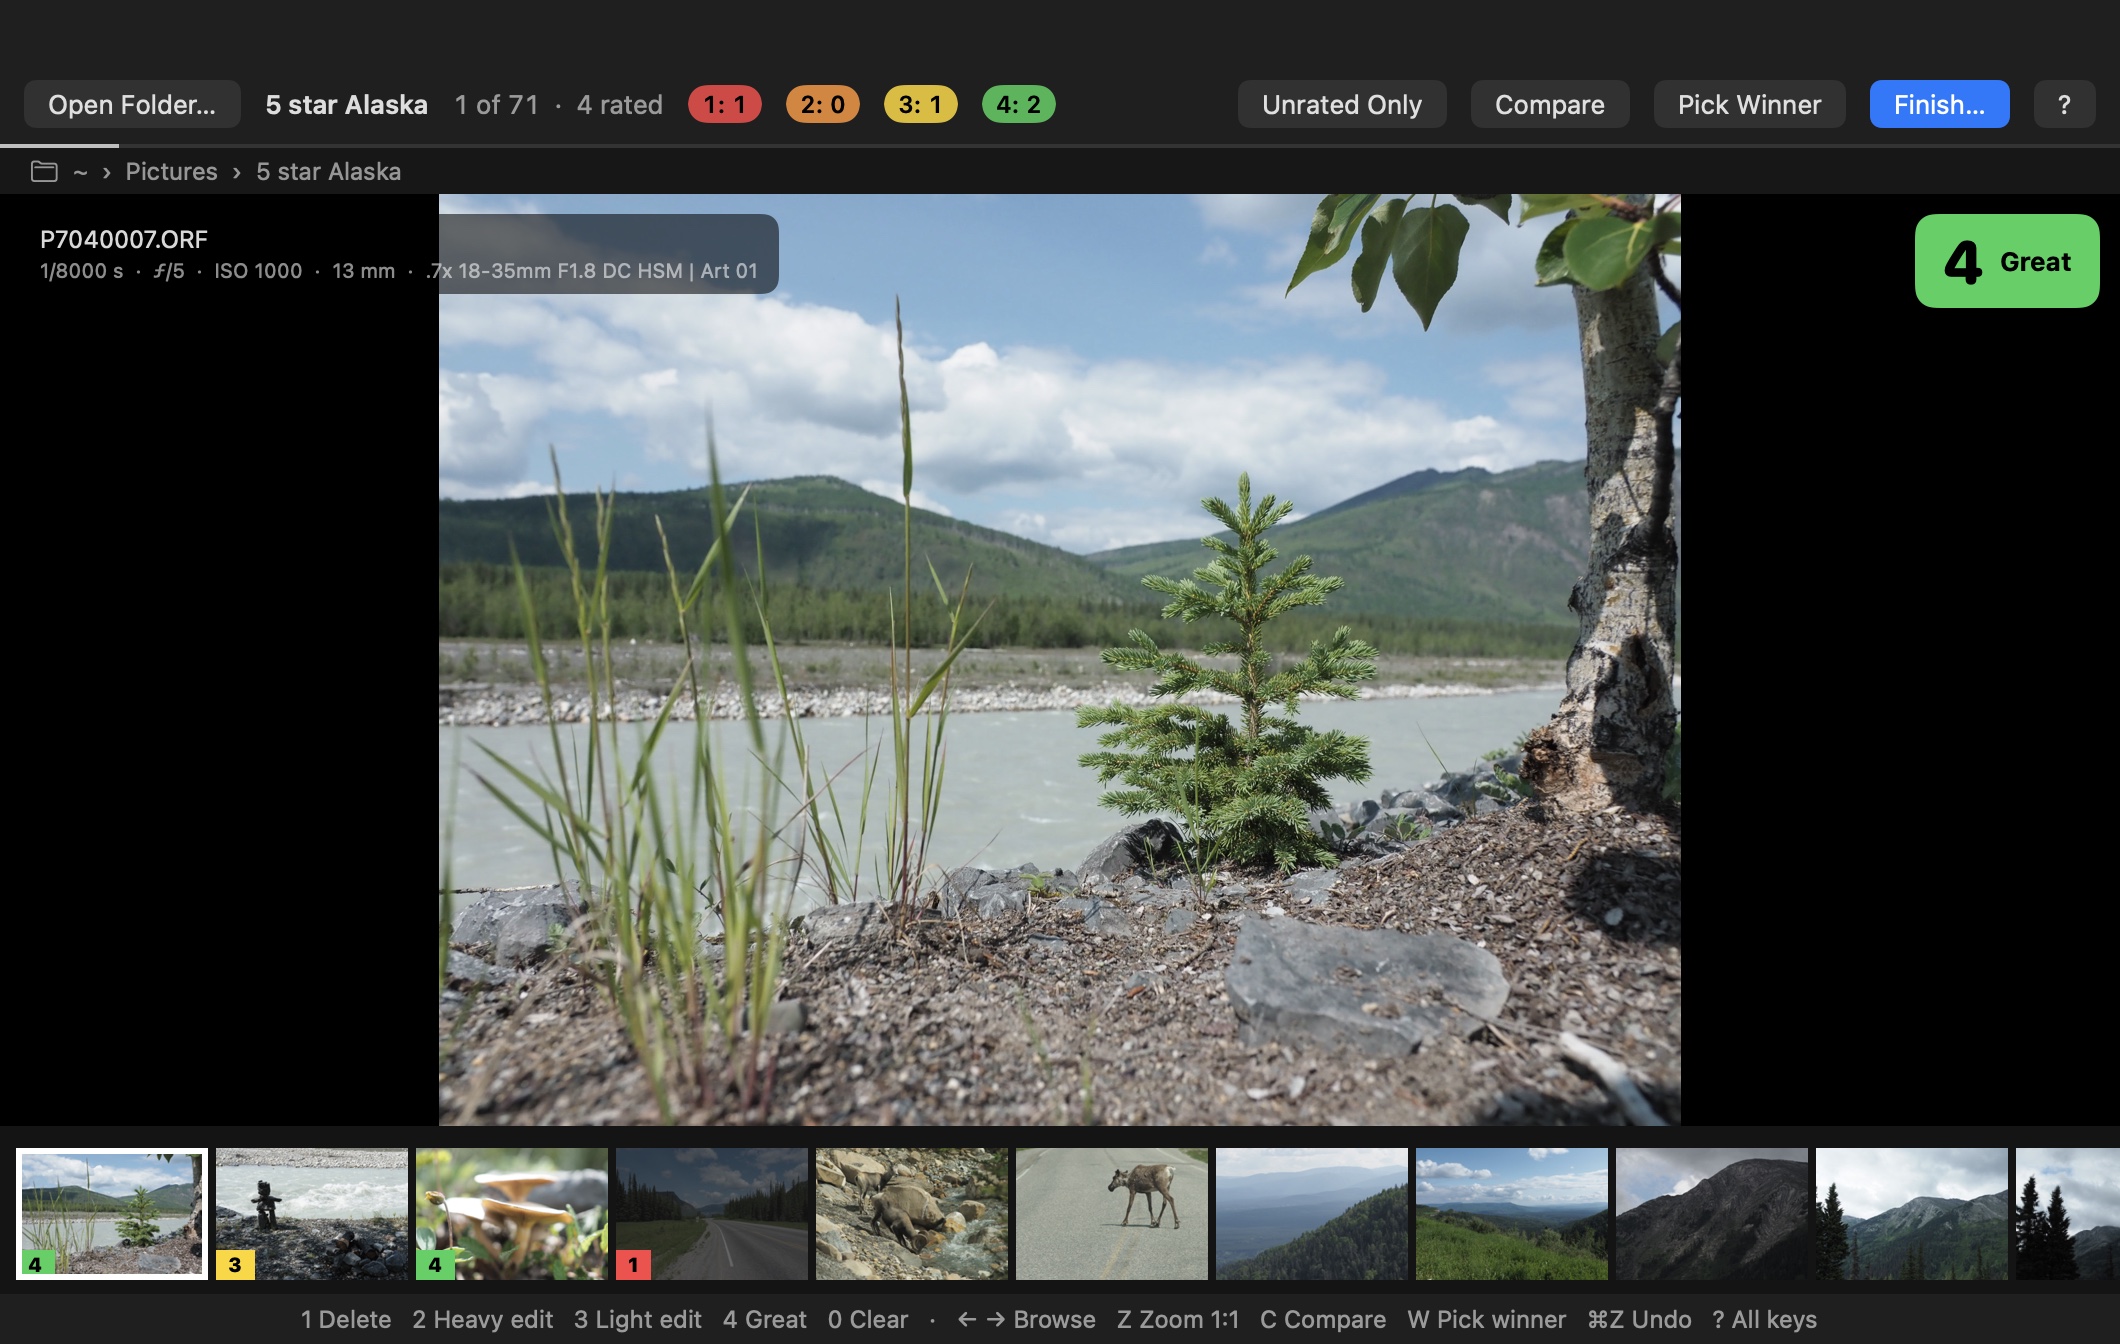 Open Folder... 5 star Alaska 1 of 71 · 4 rated 1: 1 2: 0 3: 1 4: 2 Unrated Only Compare Pick Winner Finish... ?
~ › Pictures › 5 star Alaska
P7040007.ORF
1/8000 s · ƒ/5 · ISO 1000 · 13 mm · .7x 18-35mm F1.8 DC HSM | Art 01
4 Great
4 3 4 1
1 Delete 2 Heavy edit 3 Light edit 4 Great 0 Clear · ← → Browse Z Zoom 1:1 C Compare W Pick winner ⌘Z Undo ? All keys